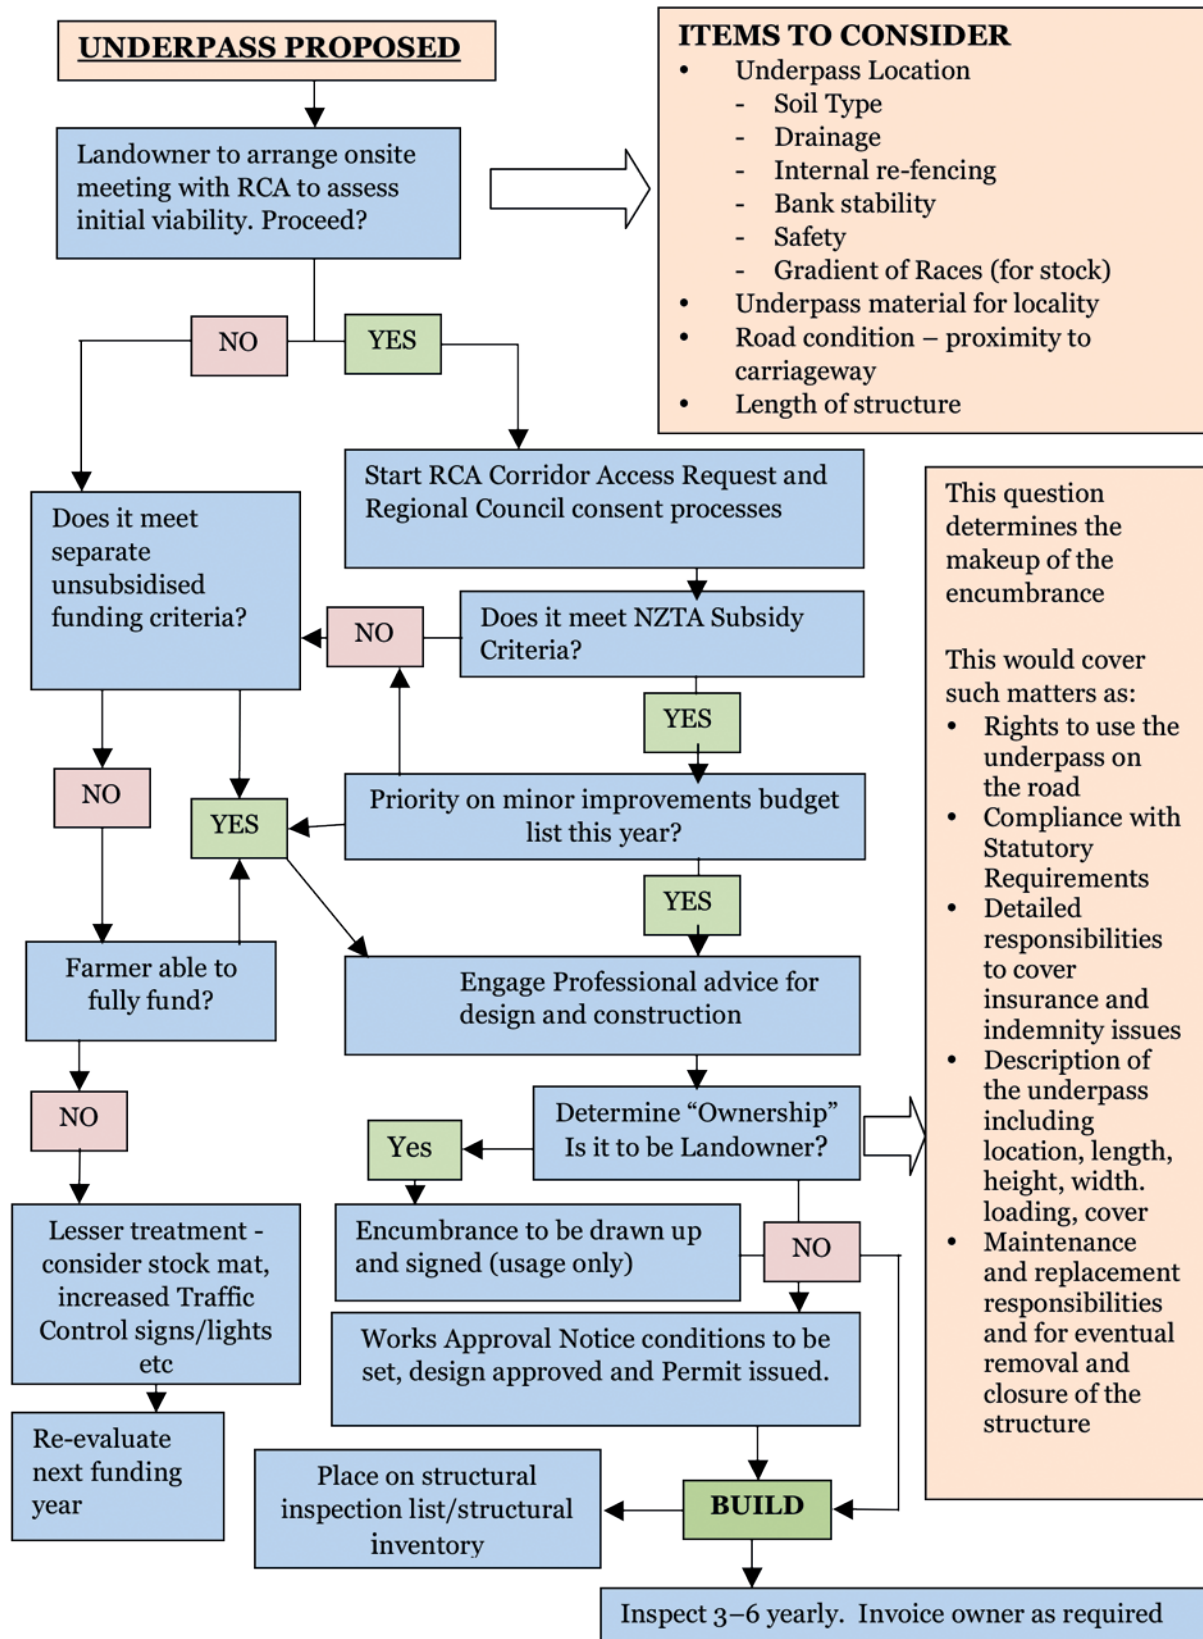 UNDERPASS PROPOSED
ITEMS TO CONSIDER
• Underpass Location
- Soil Type
- Drainage
- Internal re-fencing
- Bank stability
- Safety
- Gradient of Races (for stock)
• Underpass material for locality
• Road condition – proximity to
carriageway
• Length of structure
Landowner to arrange onsite
meeting with RCA to assess
initial viability. Proceed?
NO
YES
Start RCA Corridor Access Request and
Regional Council consent processes
Does it meet
separate
unsubsidised
funding criteria?
NO
Does it meet NZTA Subsidy
Criteria?
YES
NO
YES
Priority on minor improvements budget
list this year?
YES
Farmer able to
fully fund?
Engage Professional advice for
design and construction
NO
Yes
Determine “Ownership”
Is it to be Landowner?
Lesser treatment -
consider stock mat,
increased Traffic
Control signs/lights
etc
Encumbrance to be drawn up
and signed (usage only)
NO
Works Approval Notice conditions to be
set, design approved and Permit issued.
Re-evaluate
next funding
year
Place on structural
inspection list/structural
inventory
BUILD
Inspect 3–6 yearly. Invoice owner as required
This question
determines the
makeup of the
encumbrance
This would cover
such matters as:
• Rights to use the
underpass on
the road
• Compliance with
Statutory
Requirements
• Detailed
responsibilities
to cover
insurance and
indemnity issues
• Description of
the underpass
including
location, length,
height, width.
loading, cover
• Maintenance
and replacement
responsibilities
and for eventual
removal and
closure of the
structure